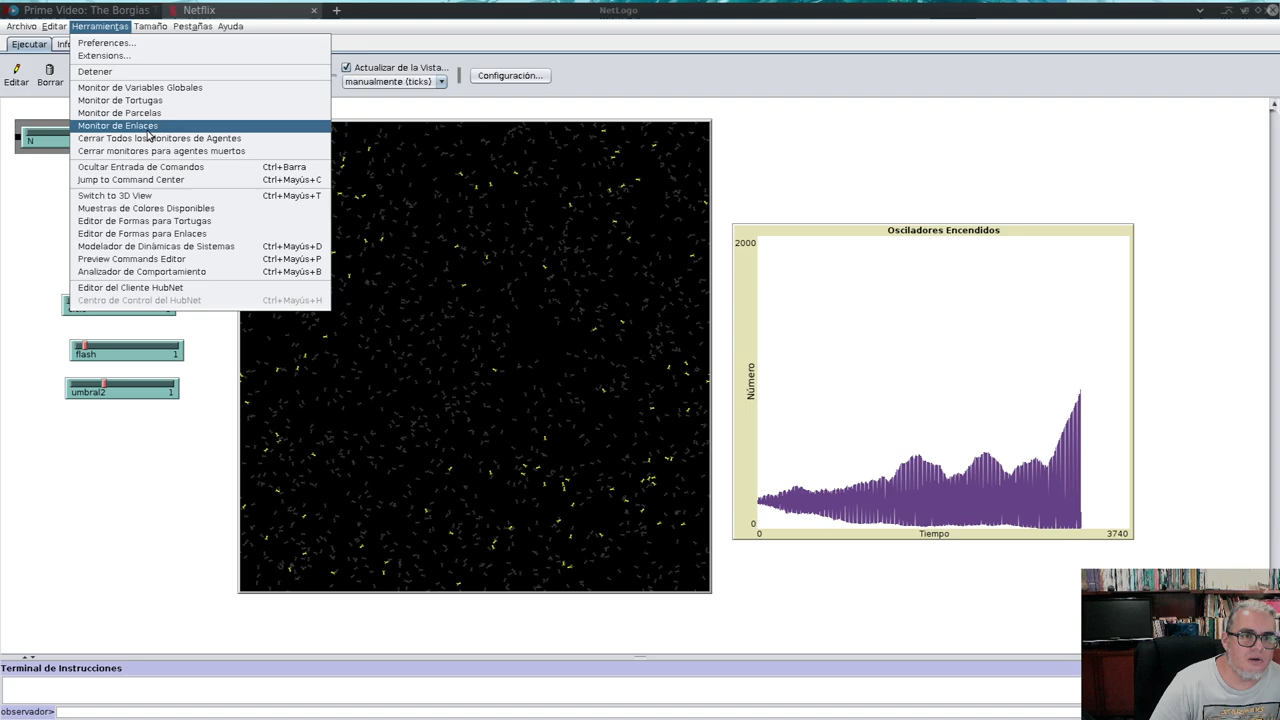 Prime Video: The Borgias
Netflix
NetLogo
Archivo Editar Herramientas Tamaño Pestañas Ayuda
Ejecutar
Preferences...
Extensions...
Detener
Monitor de Variables Globales
Monitor de Tortugas
Monitor de Parcelas
Monitor de Enlaces
Cerrar Todos los Monitores de Agentes
Cerrar monitores para agentes muertos
Ocultar Entrada de Comandos Ctrl+Barra
Jump to Command Center Ctrl+Mayús+C
Switch to 3D View Ctrl+Mayús+T
Muestras de Colores Disponibles
Editor de Formas para Tortugas
Editor de Formas para Enlaces
Modelador de Dinàmicas de Sistemas Ctrl+Mayús+D
Preview Commands Editor Ctrl+Mayús+P
Analizador de Comportamiento Ctrl+Mayús+B
Editor del Cliente HubNet
Centro de Control del HubNet Ctrl+Mayús+H
Editar Borrar
Actualizar de la Vista...
manualmente (ticks)
Configuración...
N
flash 1
umbral2 1
Osciladores Encendidos
2000
Número
0
0 Tiempo 3740
Terminal de Instrucciones
observador>